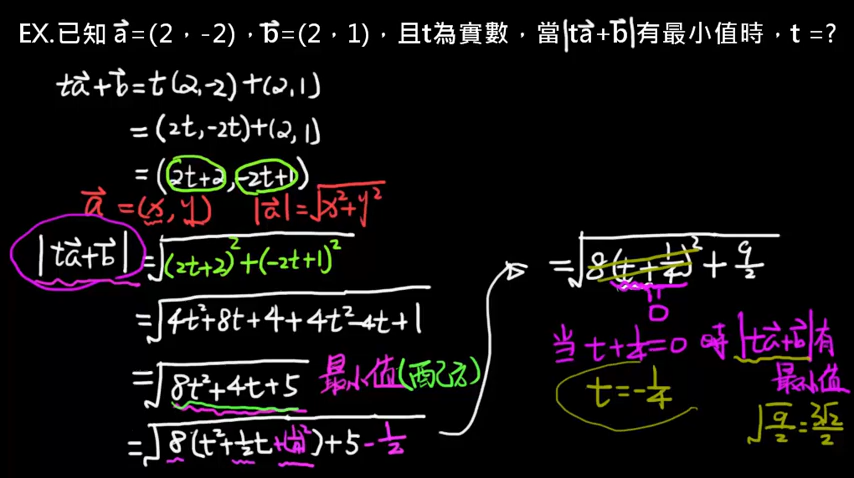 EX.已知 a⃗=(2，-2)，b⃗=(2，1)，且t為實數，當|ta⃗+b⃗|有最小值時，t =?
ta⃗+b⃗=t(2,-2)+(2,1)
=(2t,-2t)+(2,1)
=(2t+2,-2t+1)
a⃗=(x,y) |a⃗|=√(x²+y²)
|ta⃗+b⃗|=√((2t+2)²+(-2t+1)²)
=√(4t²+8t+4+4t²-4t+1)
=√(8t²+4t+5) 最小值(配方)
=√(8(t²+1/2t+(1/4)²)+5-1/2)
=√(8(t+1/4)²+9/2)
0
当 t+1/4=0 時 |ta⃗+b⃗|有
最小值
t=-1/4
√(9/2)=3√2/2